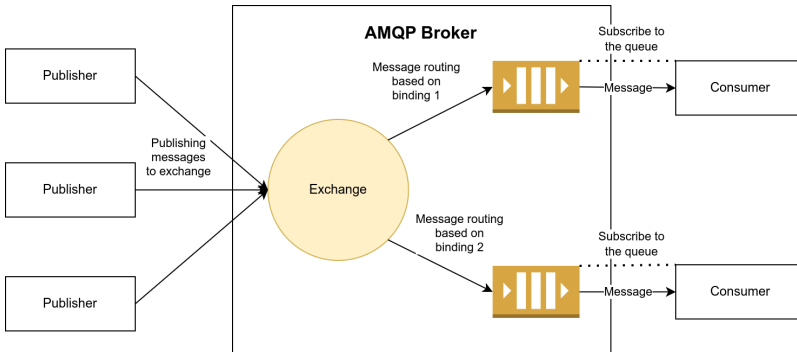 AMQP Broker
Publisher
Publisher
Publisher
Publishing
messages
to exchange
Exchange
Message routing
based on
binding 1
Message routing
based on
binding 2
Subscribe to
the queue
Message
Consumer
Subscribe to
the queue
Message
Consumer